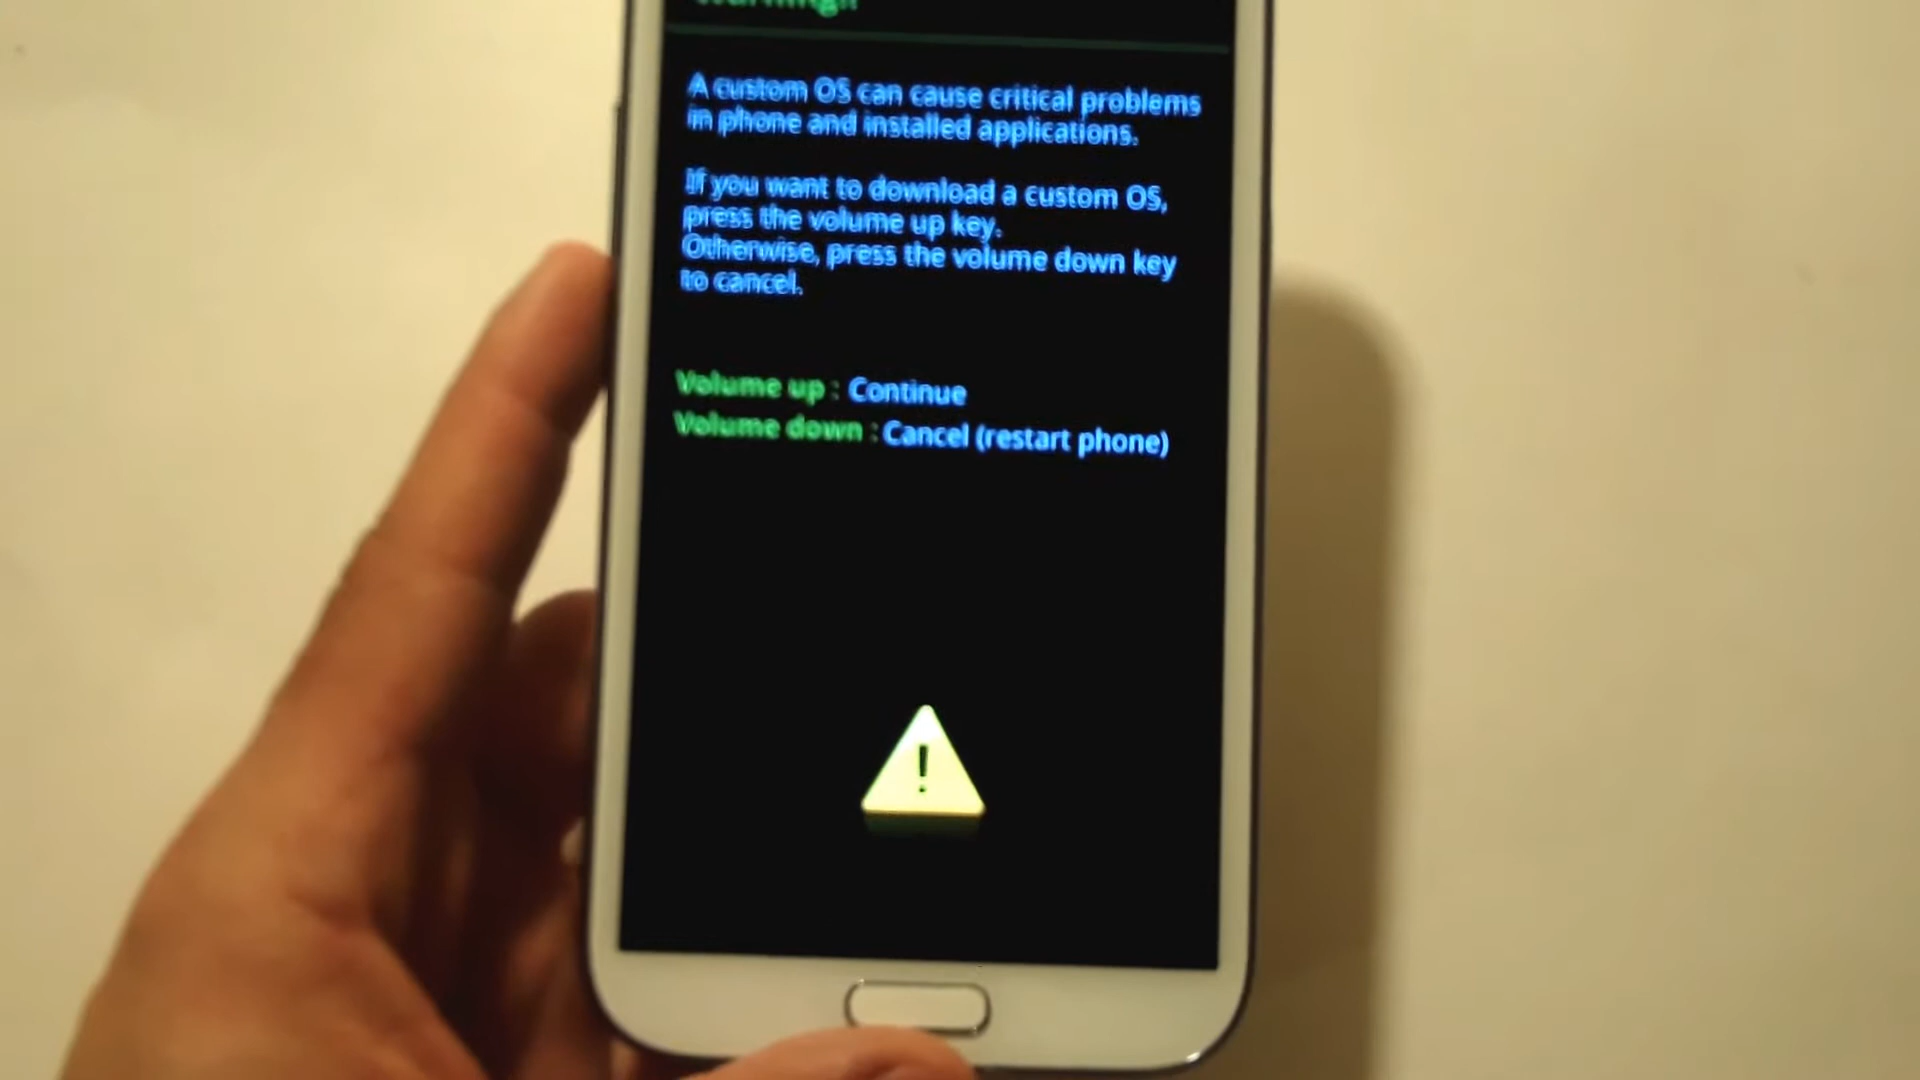 Warning!!
A custom OS can cause critical problems
in phone and installed applications.
If you want to download a custom OS,
press the volume up key.
Otherwise, press the volume down key
to cancel.
Volume up : Continue
Volume down : Cancel (restart phone)
!